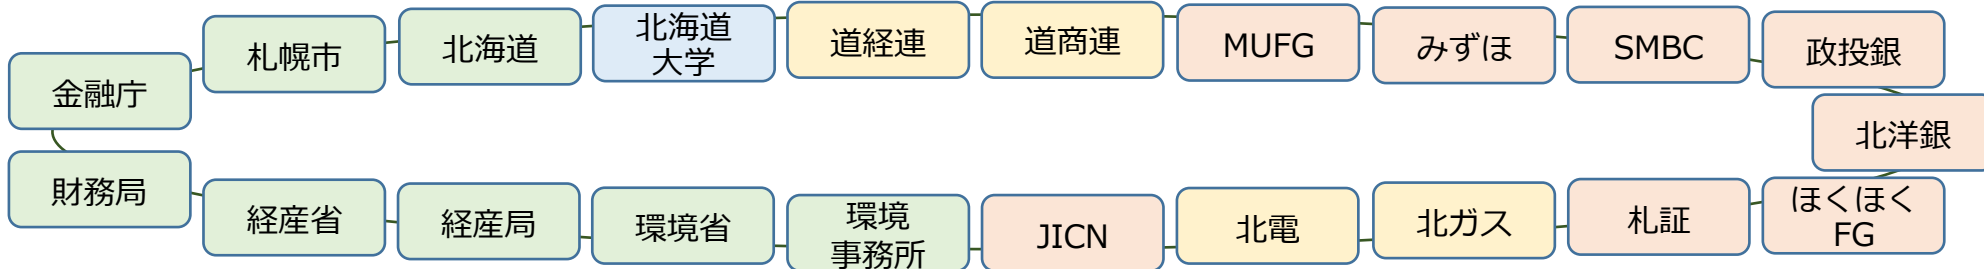 金融庁
札幌市
北海道
北海道
大学
道経連
道商連
MUFG
みずほ
SMBC
政投銀
北洋銀
ほくほく
FG
札証
北ガス
北電
JICN
環境
事務所
環境省
経産局
経産省
財務局